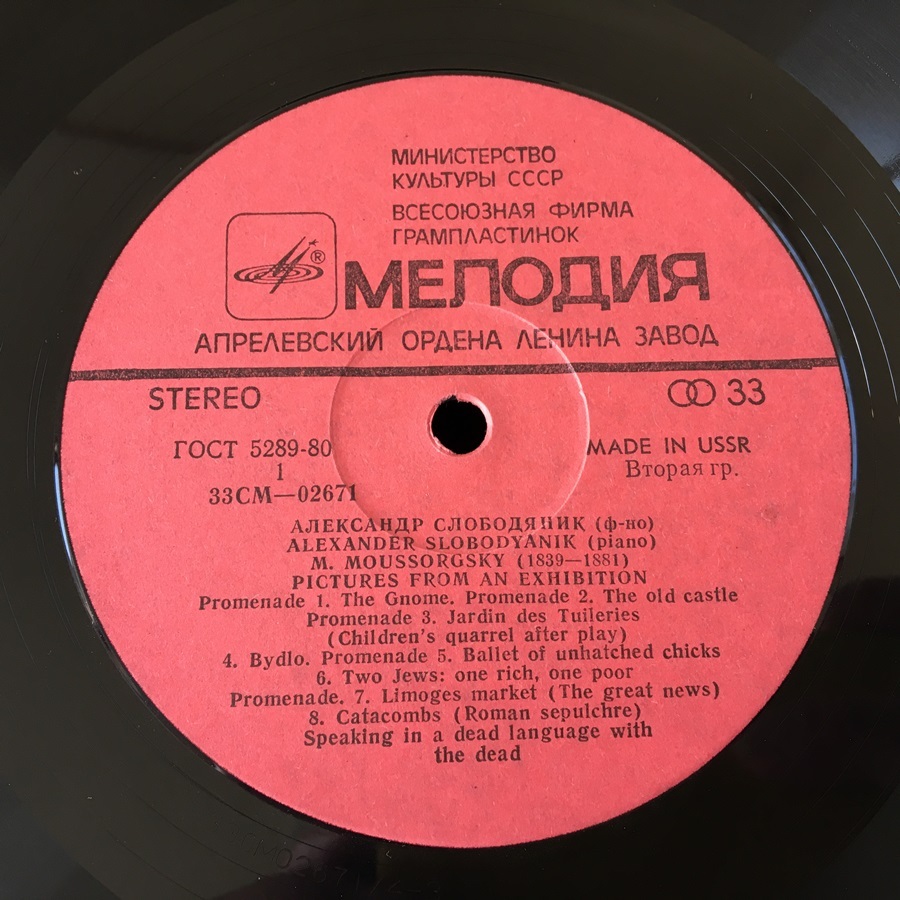 МИНИСТЕРСТВО
КУЛЬТУРЫ СССР
ВСЕСОЮЗНАЯ ФИРМА
ГРАМПЛАСТИНОК
®
МЕЛОДИЯ
АПРЕЛЕВСКИЙ ОРДЕНА ЛЕНИНА ЗАВОД
STEREO
33
ГОСТ 5289-80
MADE IN USSR
1
Вторая гр.
33СМ—02671
АЛЕКСАНДР СЛОБОДЯНИК (ф-но)
ALEXANDER SLOBODYANIK (piano)
M. MOUSSORGSKY (1839—1881)
PICTURES FROM AN EXHIBITION
Promenade 1. The Gnome. Promenade 2. The old castle
Promenade 3. Jardin des Tuileries
(Children's quarrel after play)
4. Bydlo. Promenade 5. Ballet of unhatched chicks
6. Two Jews: one rich, one poor
Promenade. 7. Limoges market (The great news)
8. Catacombs (Roman sepulchre)
Speaking in a dead language with
the dead